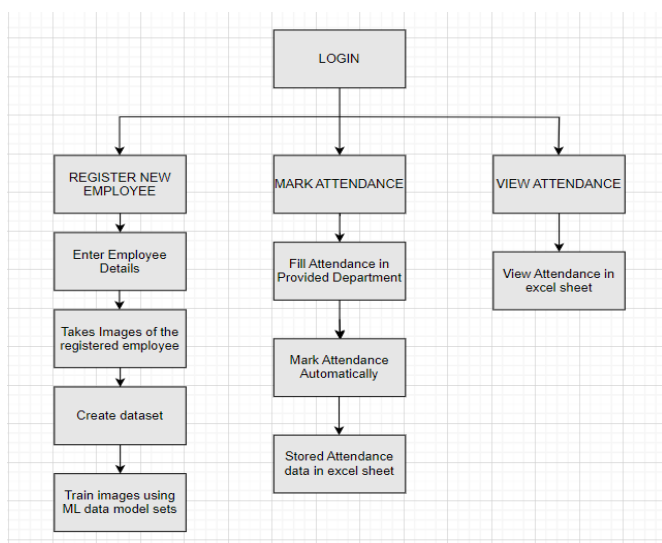 LOGIN
REGISTER NEW
EMPLOYEE
Enter Employee
Details
Takes Images of the
registered employee
Create dataset
Train images using
ML data model sets
MARK ATTENDANCE
Fill Attendance in
Provided Department
Mark Attendance
Automatically
Stored Attendance
data in excel sheet
VIEW ATTENDANCE
View Attendance in
excel sheet